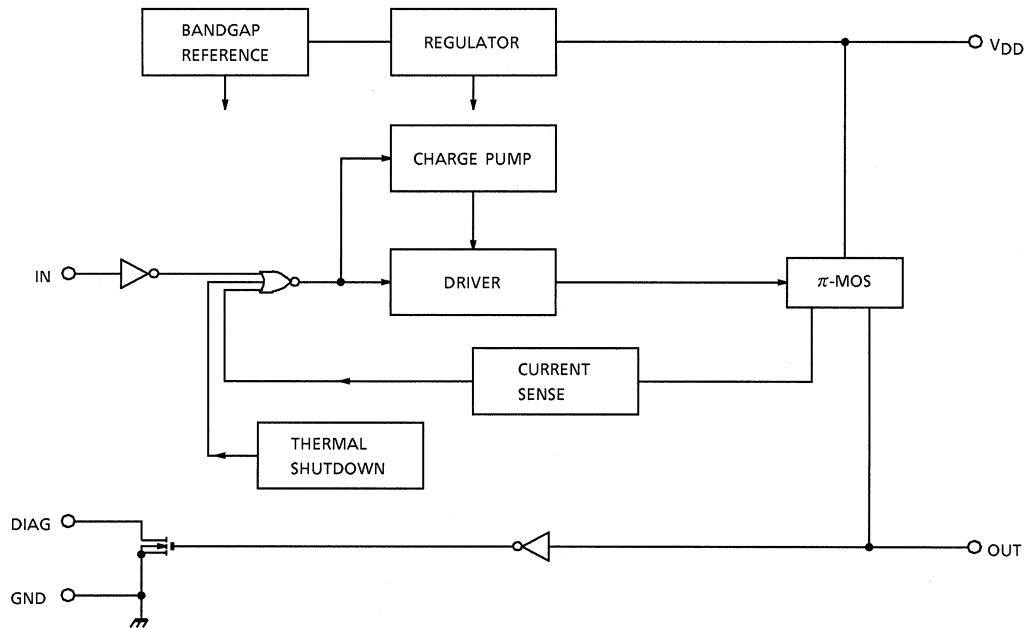 BANDGAP
REFERENCE
REGULATOR
VDD
CHARGE PUMP
IN
DRIVER
π-MOS
CURRENT
SENSE
THERMAL
SHUTDOWN
DIAG
OUT
GND